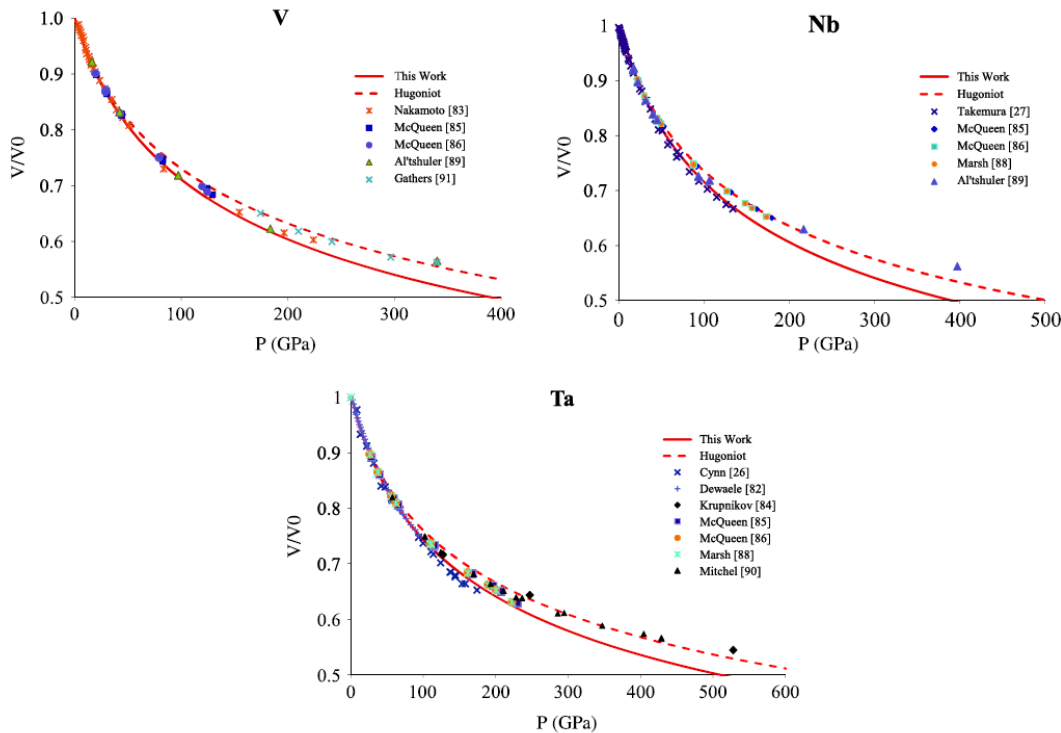 V
1.0
0.9
0.8
0.7
0.6
0.5
V/V0
0 100 200 300 400
P (GPa)
This Work
Hugoniot
Nakamoto [83]
McQueen [85]
McQueen [86]
Al'tshuler [89]
Gathers [91]
Nb
1
0.9
0.8
0.7
0.6
0.5
V/V0
0 100 200 300 400 500
P (GPa)
This Work
Hugoniot
Takemura [27]
McQueen [85]
McQueen [86]
Marsh [88]
Al'tshuler [89]
Ta
1
0.9
0.8
0.7
0.6
0.5
V/V0
0 100 200 300 400 500 600
P (GPa)
This Work
Hugoniot
Cynn [26]
Dewaele [82]
Krupnikov [84]
McQueen [85]
McQueen [86]
Marsh [88]
Mitchel [90]